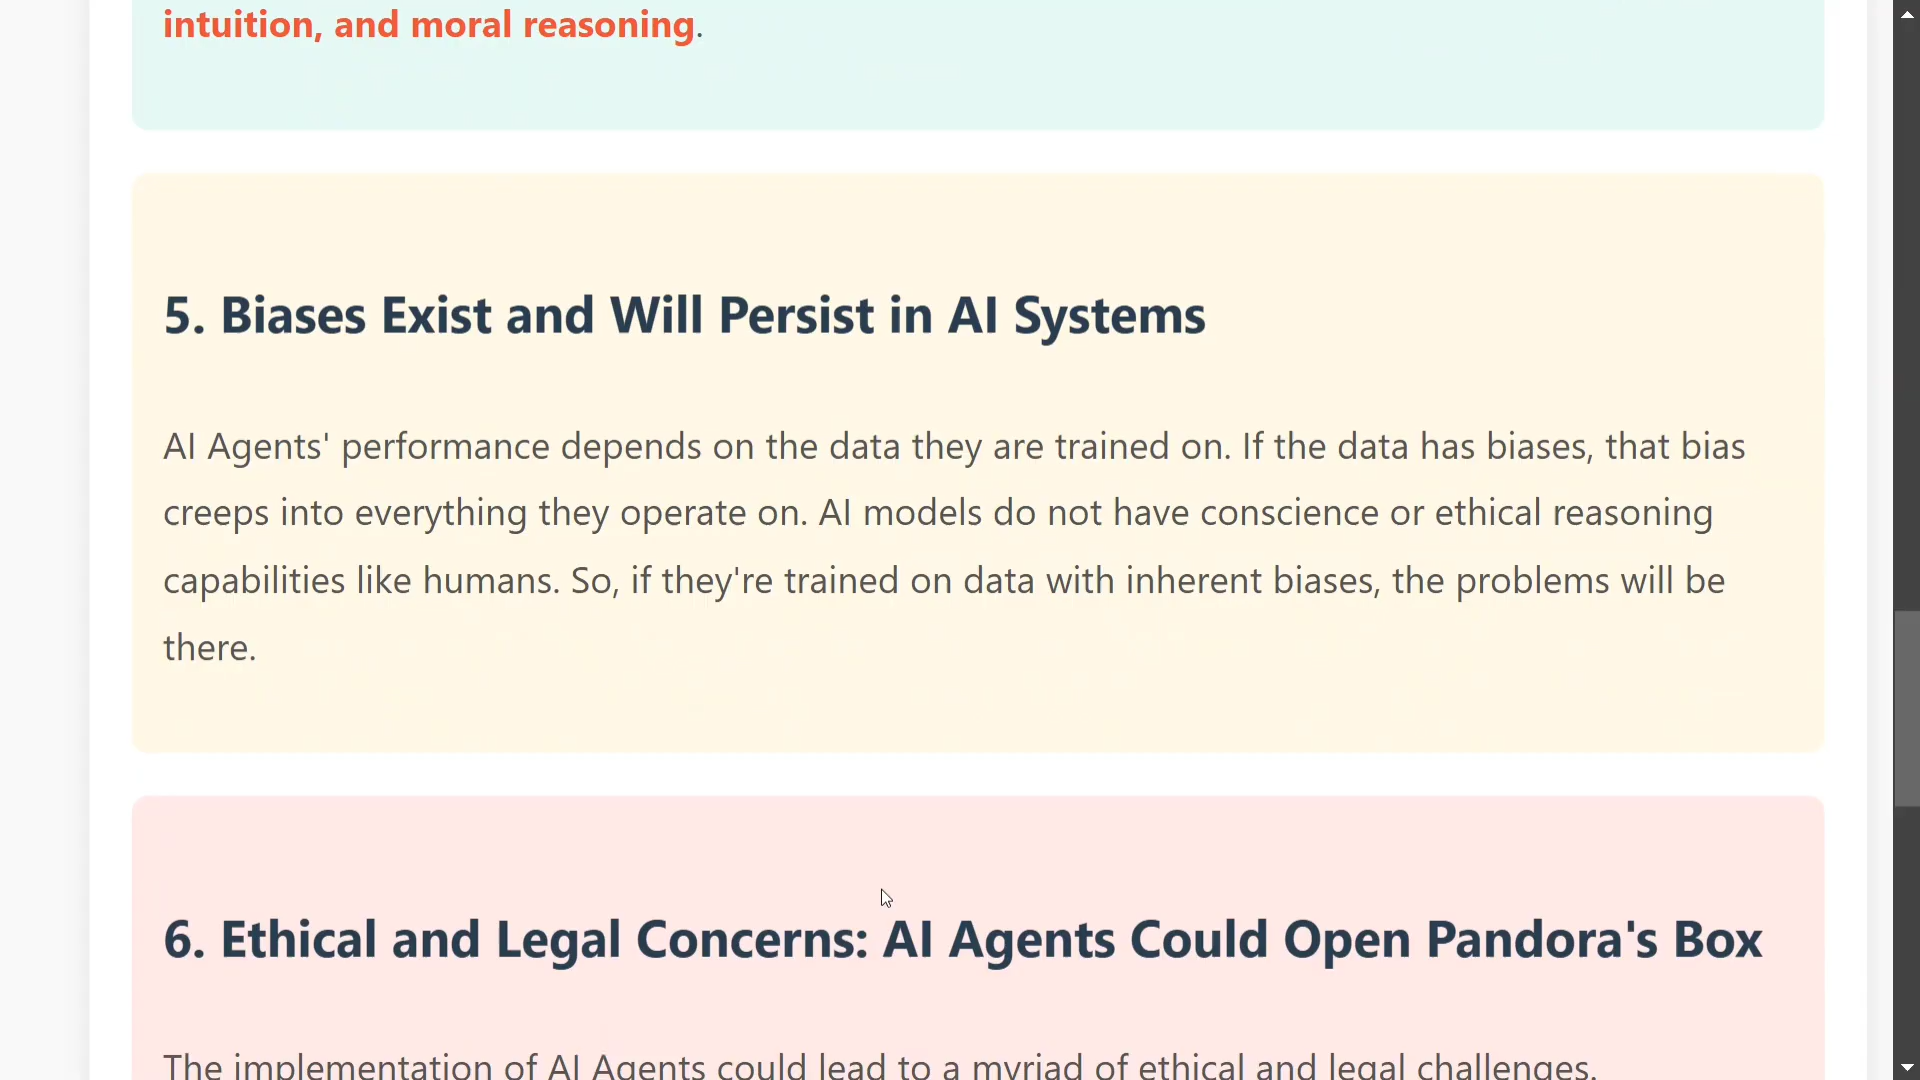 intuition, and moral reasoning.
5. Biases Exist and Will Persist in AI Systems
AI Agents' performance depends on the data they are trained on. If the data has biases, that bias
creeps into everything they operate on. AI models do not have conscience or ethical reasoning
capabilities like humans. So, if they're trained on data with inherent biases, the problems will be
there.
6. Ethical and Legal Concerns: AI Agents Could Open Pandora's Box
The implementation of AI Agents could lead to a myriad of ethical and legal challenges.